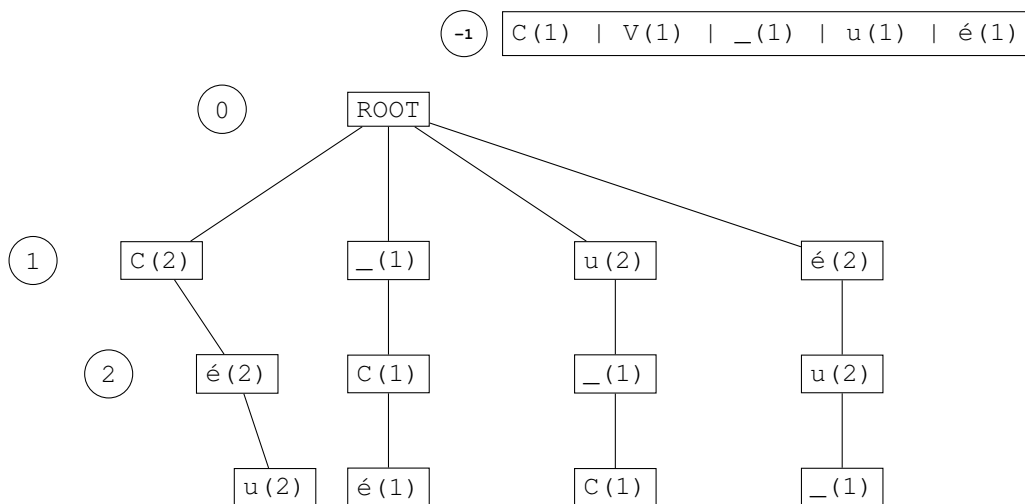 -1 C(1) | V(1) | _(1) | u(1) | é(1)
0 ROOT
1 C(2) _(1) u(2) é(2)
2 é(2) C(1) _(1) u(2)
u(2) é(1) C(1) _(1)